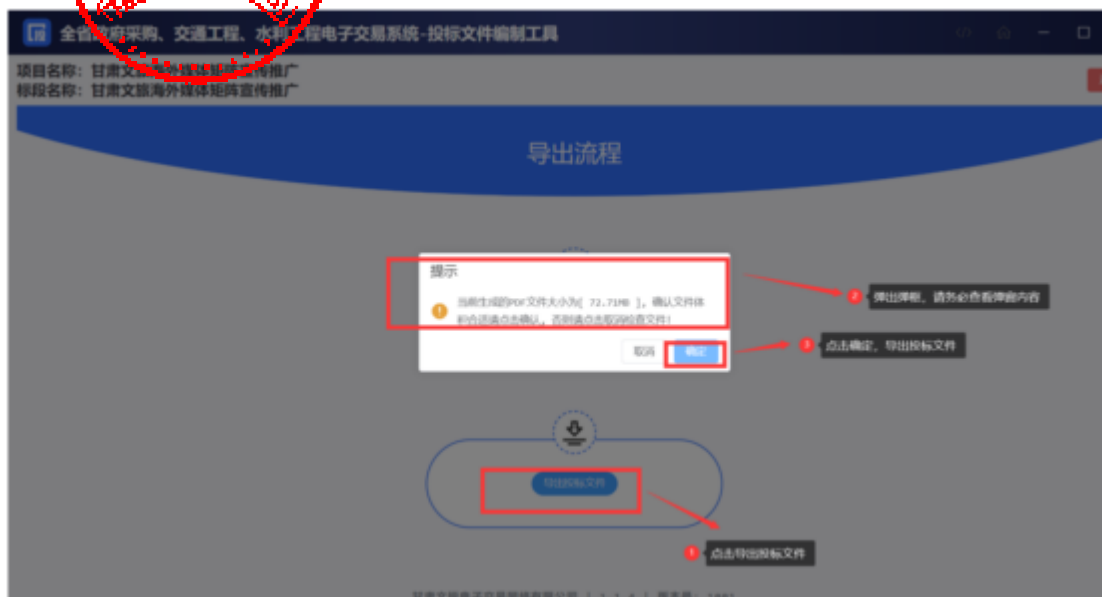 全省政府采购、交通工程、水利工程电子交易系统-投标文件编制工具
项目名称：甘肃文旅海外媒体矩阵宣传推广
标段名称：甘肃文旅海外媒体矩阵宣传推广
导出流程
提示
当前生成的PDF文件大小为[ 72.71MB ]，确认文件体
积合适请点击确认，否则请点击取消检查文件！
取消 确定
2 弹出弹框，请务必查看弹窗内容
3 点击确定，导出投标文件
导出投标文件
1 点击导出投标文件